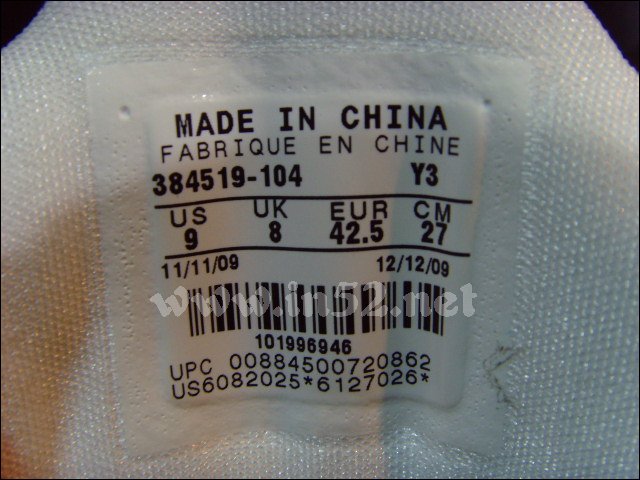 MADE IN CHINA
FABRIQUE EN CHINE
384519-104 Y3
US UK EUR CM
9 8 42.5 27
11/11/09 12/12/09
www.in52.net
101996946
UPC 00884500720862
US6082025*6127026*